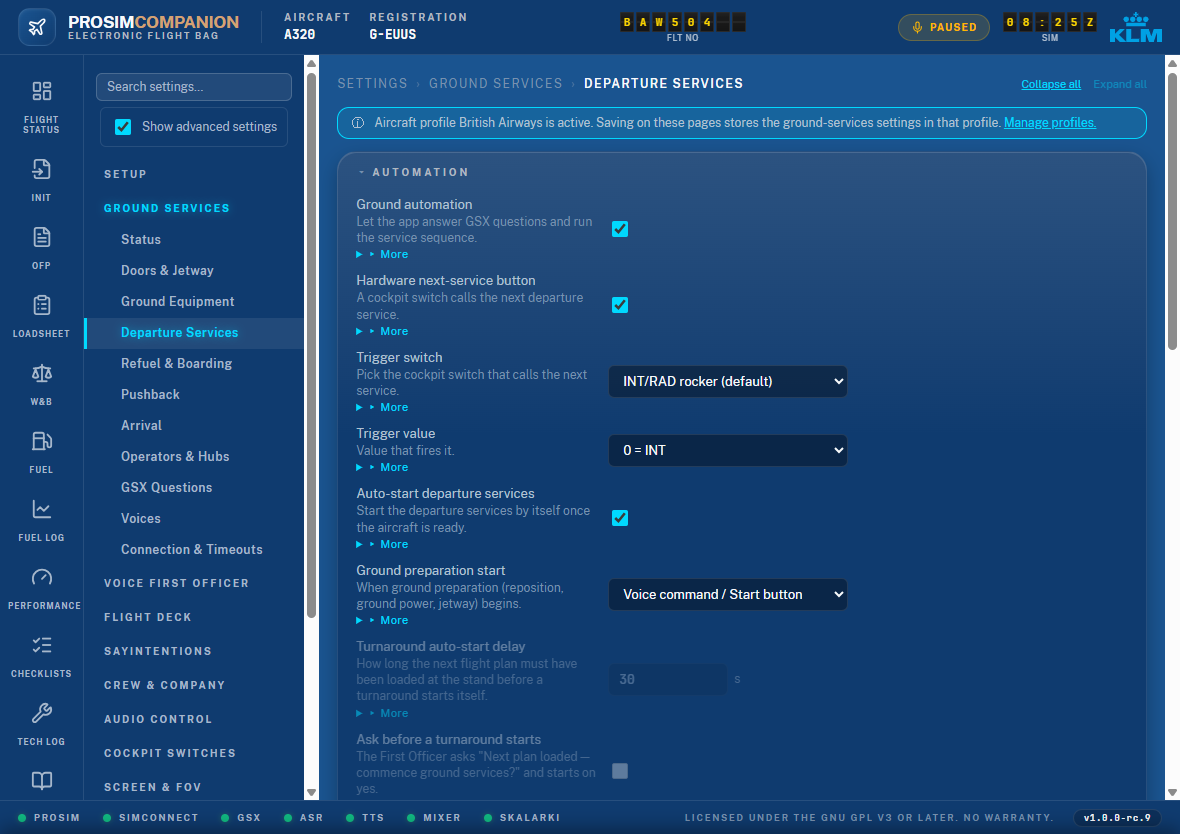 PROSIMCOMPANION
ELECTRONIC FLIGHT BAG
AIRCRAFT
A320
REGISTRATION
G-EUUS
BAW504
FLT NO
PAUSED
08:25Z
SIM
KLM
FLIGHT STATUS
INIT
OFP
LOADSHEET
W&B
FUEL
FUEL LOG
PERFORMANCE
CHECKLISTS
TECH LOG
Search settings...
Show advanced settings
SETUP
GROUND SERVICES
Status
Doors & Jetway
Ground Equipment
Departure Services
Refuel & Boarding
Pushback
Arrival
Operators & Hubs
GSX Questions
Voices
Connection & Timeouts
VOICE FIRST OFFICER
FLIGHT DECK
SAYINTENTIONS
CREW & COMPANY
AUDIO CONTROL
COCKPIT SWITCHES
SCREEN & FOV
SETTINGS › GROUND SERVICES › DEPARTURE SERVICES
Collapse all
Expand all
Aircraft profile British Airways is active. Saving on these pages stores the ground-services settings in that profile. Manage profiles.
- AUTOMATION
Ground automation
Let the app answer GSX questions and run
the service sequence.
More
Hardware next-service button
A cockpit switch calls the next departure
service.
More
Trigger switch
Pick the cockpit switch that calls the next
service.
More
INT/RAD rocker (default)
Trigger value
Value that fires it.
More
0 = INT
Auto-start departure services
Start the departure services by itself once
the aircraft is ready.
More
Ground preparation start
When ground preparation (reposition,
ground power, jetway) begins.
More
Voice command / Start button
Turnaround auto-start delay
How long the next flight plan must have
been loaded at the stand before a
turnaround starts itself.
More
30 s
Ask before a turnaround starts
The First Officer asks "Next plan loaded —
commence ground services?" and starts on
yes.
PROSIM
SIMCONNECT
GSX
ASR
TTS
MIXER
SKALARKI
LICENSED UNDER THE GNU GPL V3 OR LATER. NO WARRANTY.
v1.0.0-rc.9